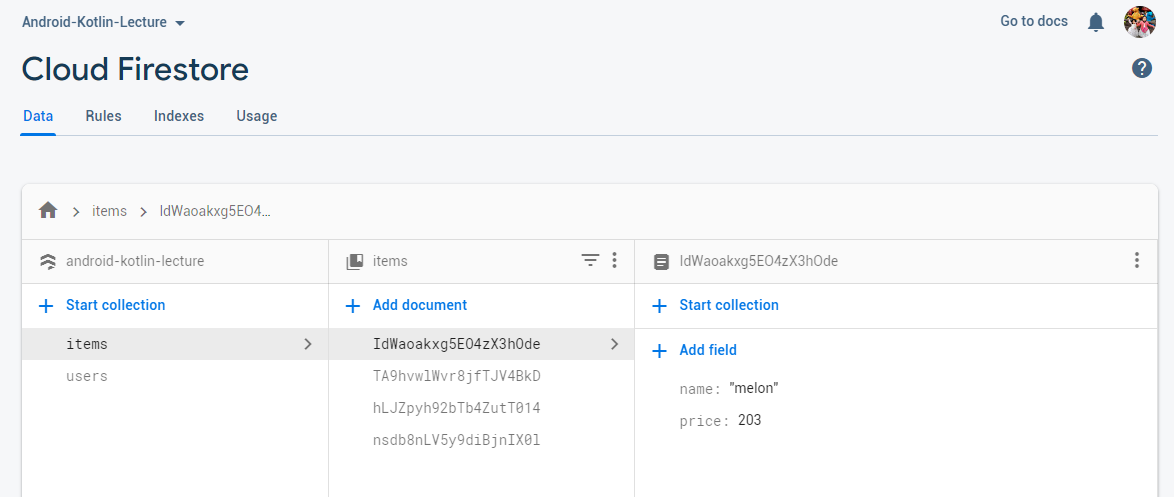 Android-Kotlin-Lecture
Go to docs
Cloud Firestore
Data Rules Indexes Usage
items IdWaoakxg5EO4...
android-kotlin-lecture
items
IdWaoakxg5EO4zX3hOde
Start collection
Add document
Start collection
items
IdWaoakxg5EO4zX3hOde
Add field
users
TA9hvwlWvr8jfTJV4BkD
name: "melon"
hLJZpyh92bTb4ZutT014
price: 203
nsdb8nLV5y9diBjnIX0l